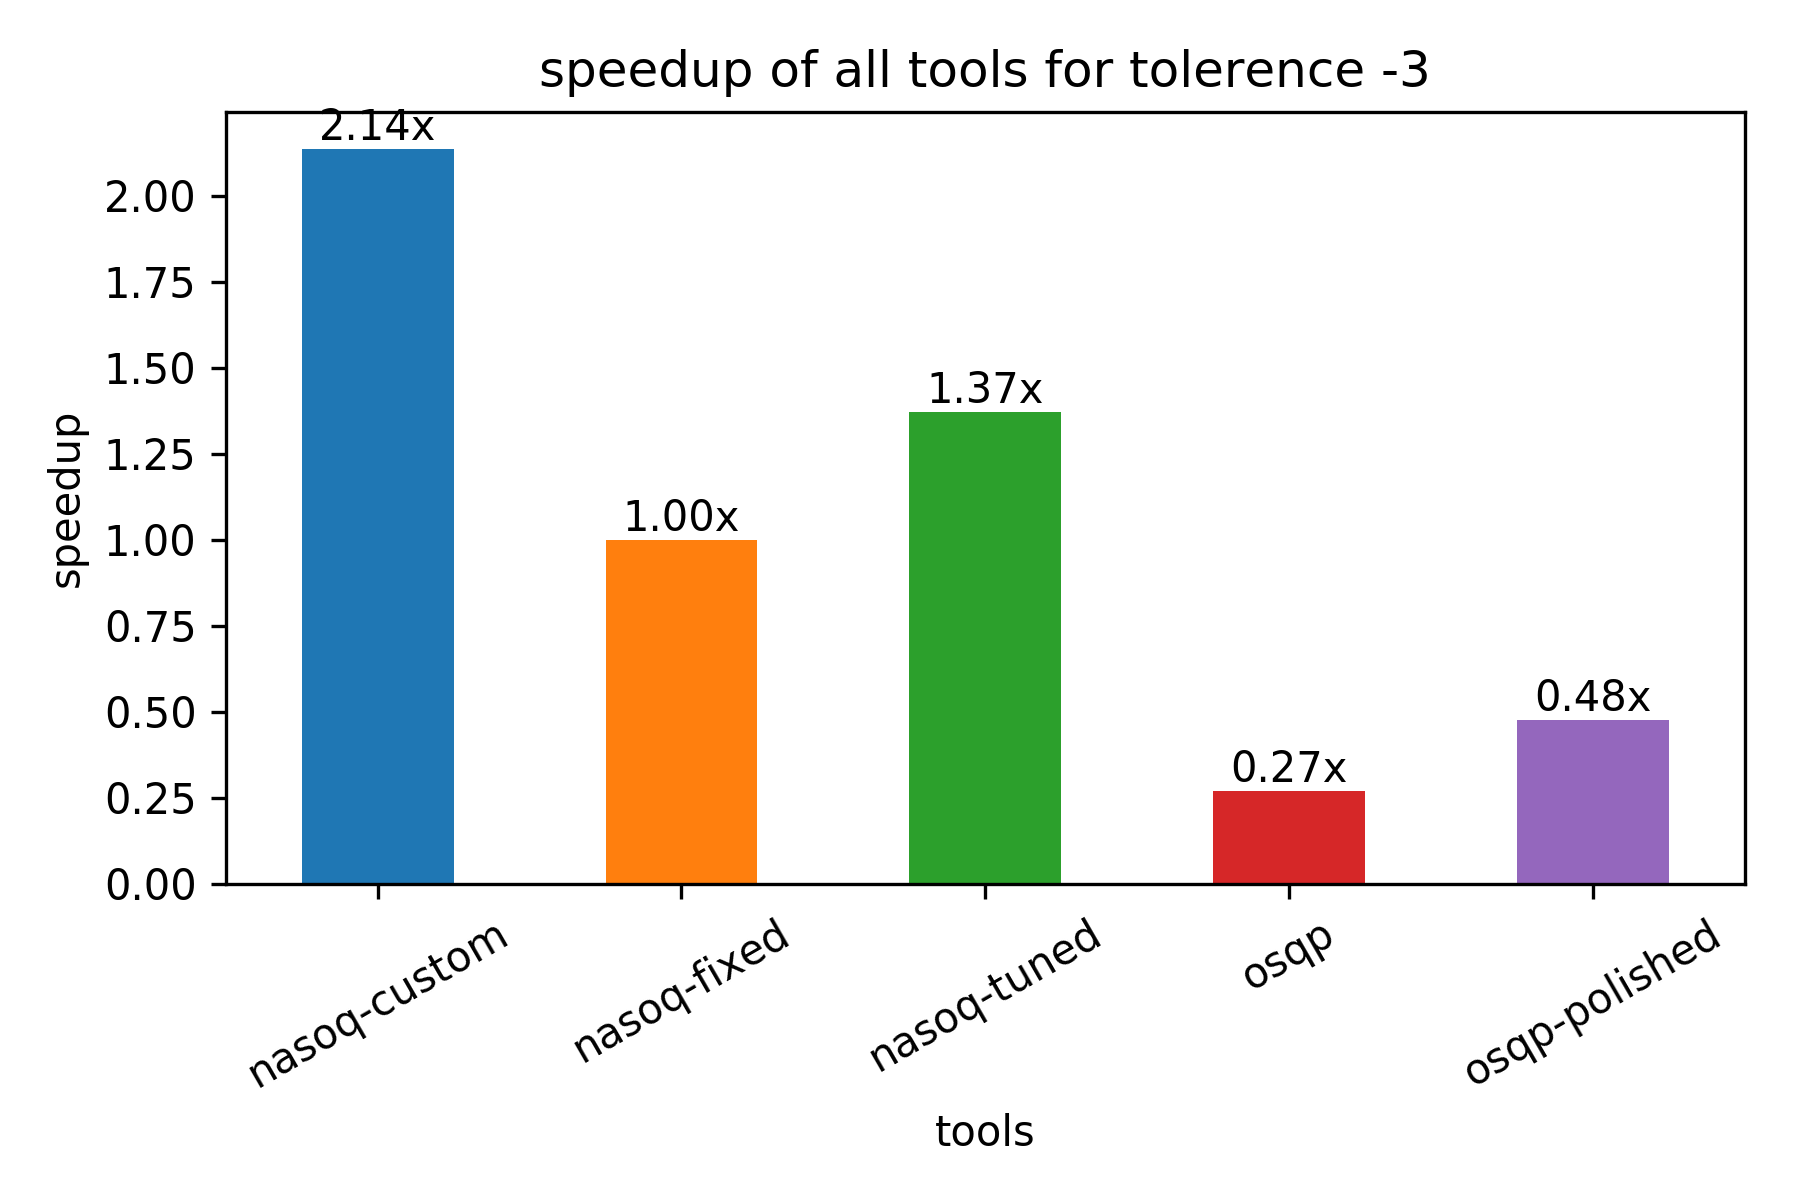 speedup of all tools for tolerence -3
2.14x
2.00
1.75
1.50
1.37x
1.25
1.00x
1.00
0.75
0.50
0.48x
0.27x
0.25
0.00
speedup
nasoq-custom
nasoq-fixed
nasoq-tuned
osqp
osqp-polished
tools